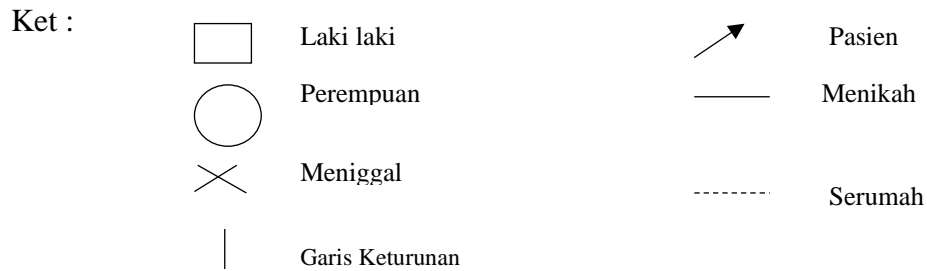 Ket :
Laki laki
Pasien
Perempuan
Menikah
Meniggal
Serumah
Garis Keturunan